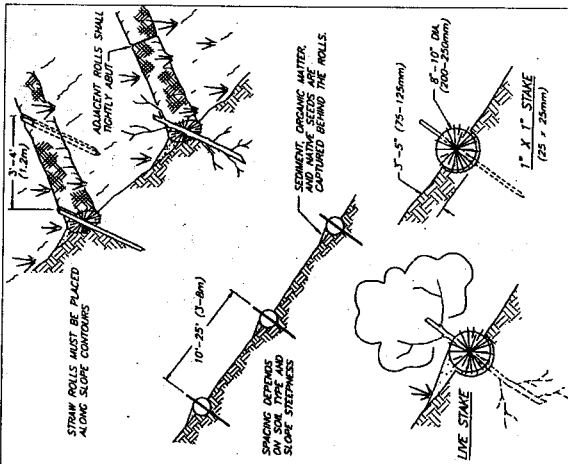 3'-4'
(1.2m)
ADJACENT ROLLS SHALL
TIGHTLY ABUT
STRAW ROLLS MUST BE PLACED
ALONG SLOPE CONTOURS
10'-25' (3-8m)
SPACING DEPENDS
ON SOIL TYPE AND
SLOPE STEEPNESS
SEDIMENT, ORGANIC MATTER,
AND NATIVE SEEDS ARE
CAPTURED BEHIND THE ROLLS.
LIVE STAKE
3"-5" (75-125mm)
8"-10" DIA.
(200-250mm)
1" X 1" STAKE
(25 x 25mm)